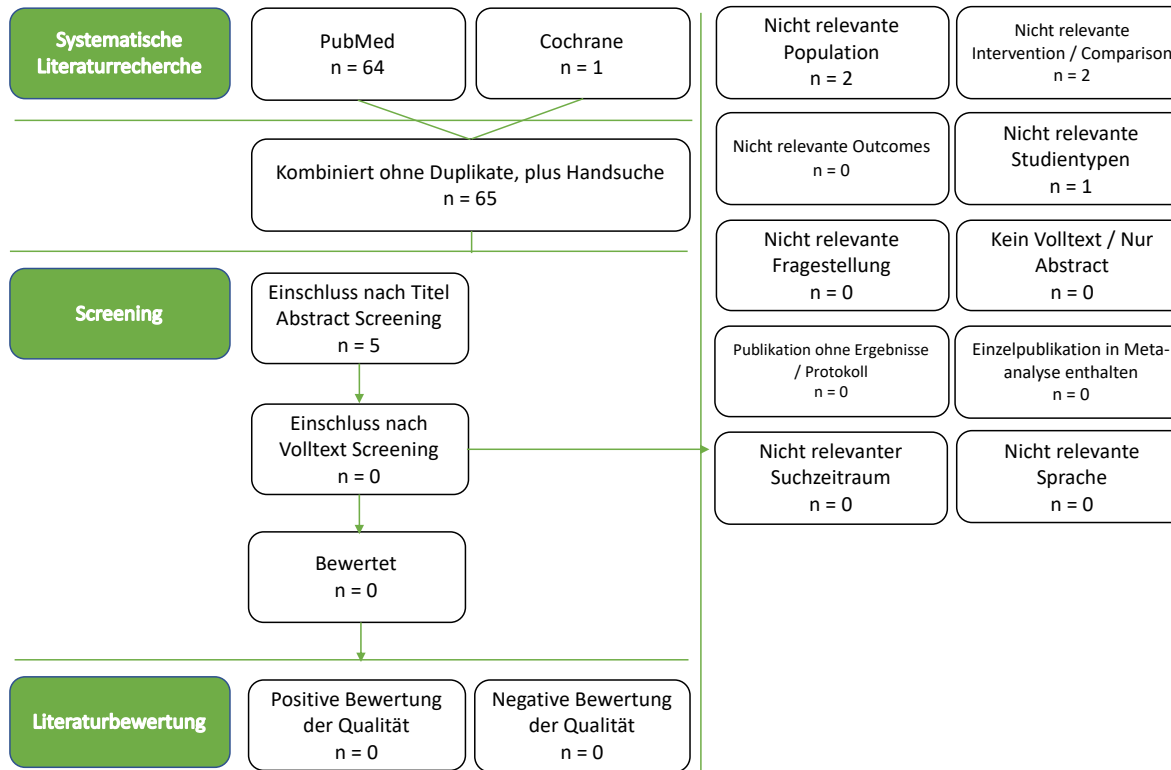 Systematische
Literaturrecherche
PubMed
n = 64
Cochrane
n = 1
Kombiniert ohne Duplikate, plus Handsuche
n = 65
Screening
Einschluss nach Titel
Abstract Screening
n = 5
Einschluss nach
Volltext Screening
n = 0
Bewertet
n = 0
Literaturbewertung
Positive Bewertung
der Qualität
n = 0
Negative Bewertung
der Qualität
n = 0
Nicht relevante
Population
n = 2
Nicht relevante
Intervention / Comparison
n = 2
Nicht relevante Outcomes
n = 0
Nicht relevante
Studientypen
n = 1
Nicht relevante
Fragestellung
n = 0
Kein Volltext / Nur
Abstract
n = 0
Publikation ohne Ergebnisse
/ Protokoll
n = 0
Einzelpublikation in Meta-
analyse enthalten
n = 0
Nicht relevanter
Suchzeitraum
n = 0
Nicht relevante
Sprache
n = 0